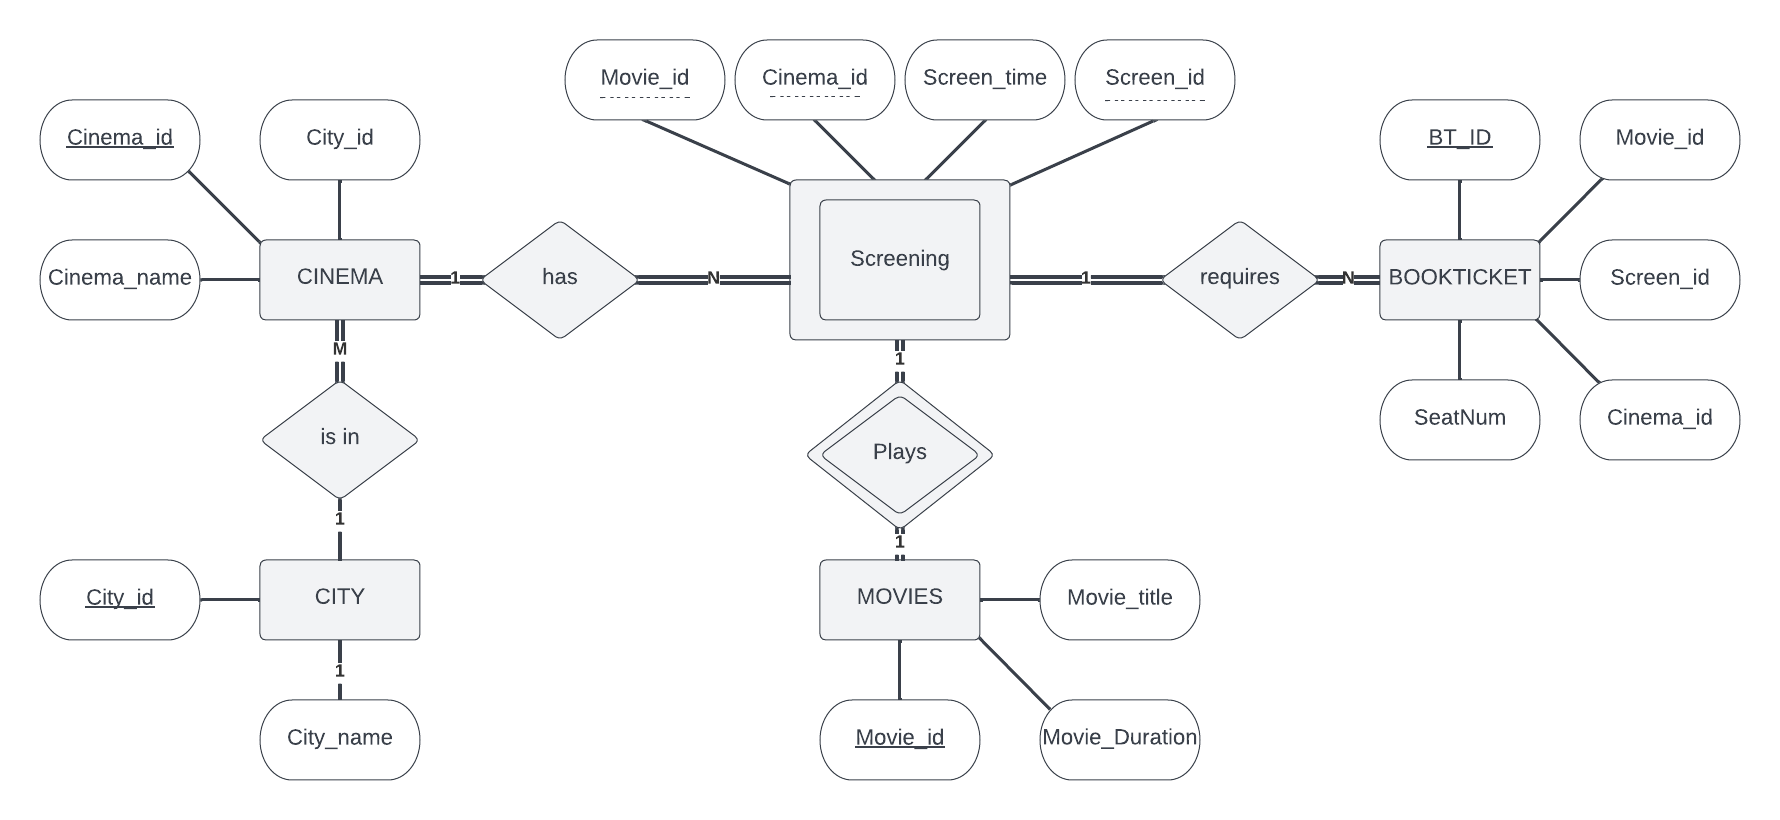 Movie_id
Cinema_id
Screen_time
Screen_id
Cinema_id
City_id
BT_ID
Movie_id
Cinema_name
CINEMA
1
has
N
Screening
1
requires
N
BOOKTICKET
Screen_id
M
1
is in
Plays
SeatNum
Cinema_id
1
1
City_id
CITY
MOVIES
Movie_title
1
City_name
Movie_id
Movie_Duration